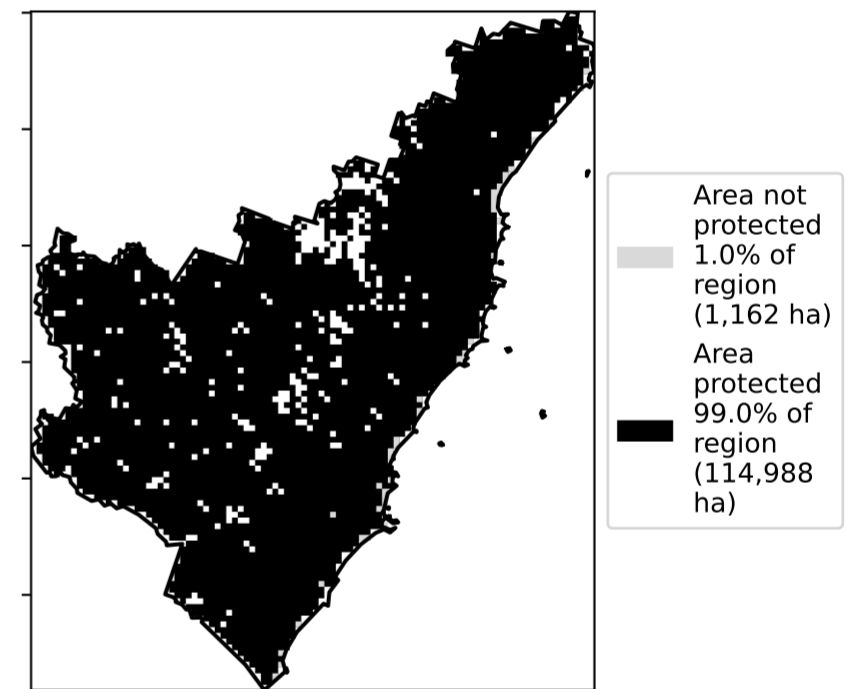 Area not
protected
1.0% of
region
(1,162 ha)
Area
protected
99.0% of
region
(114,988
ha)